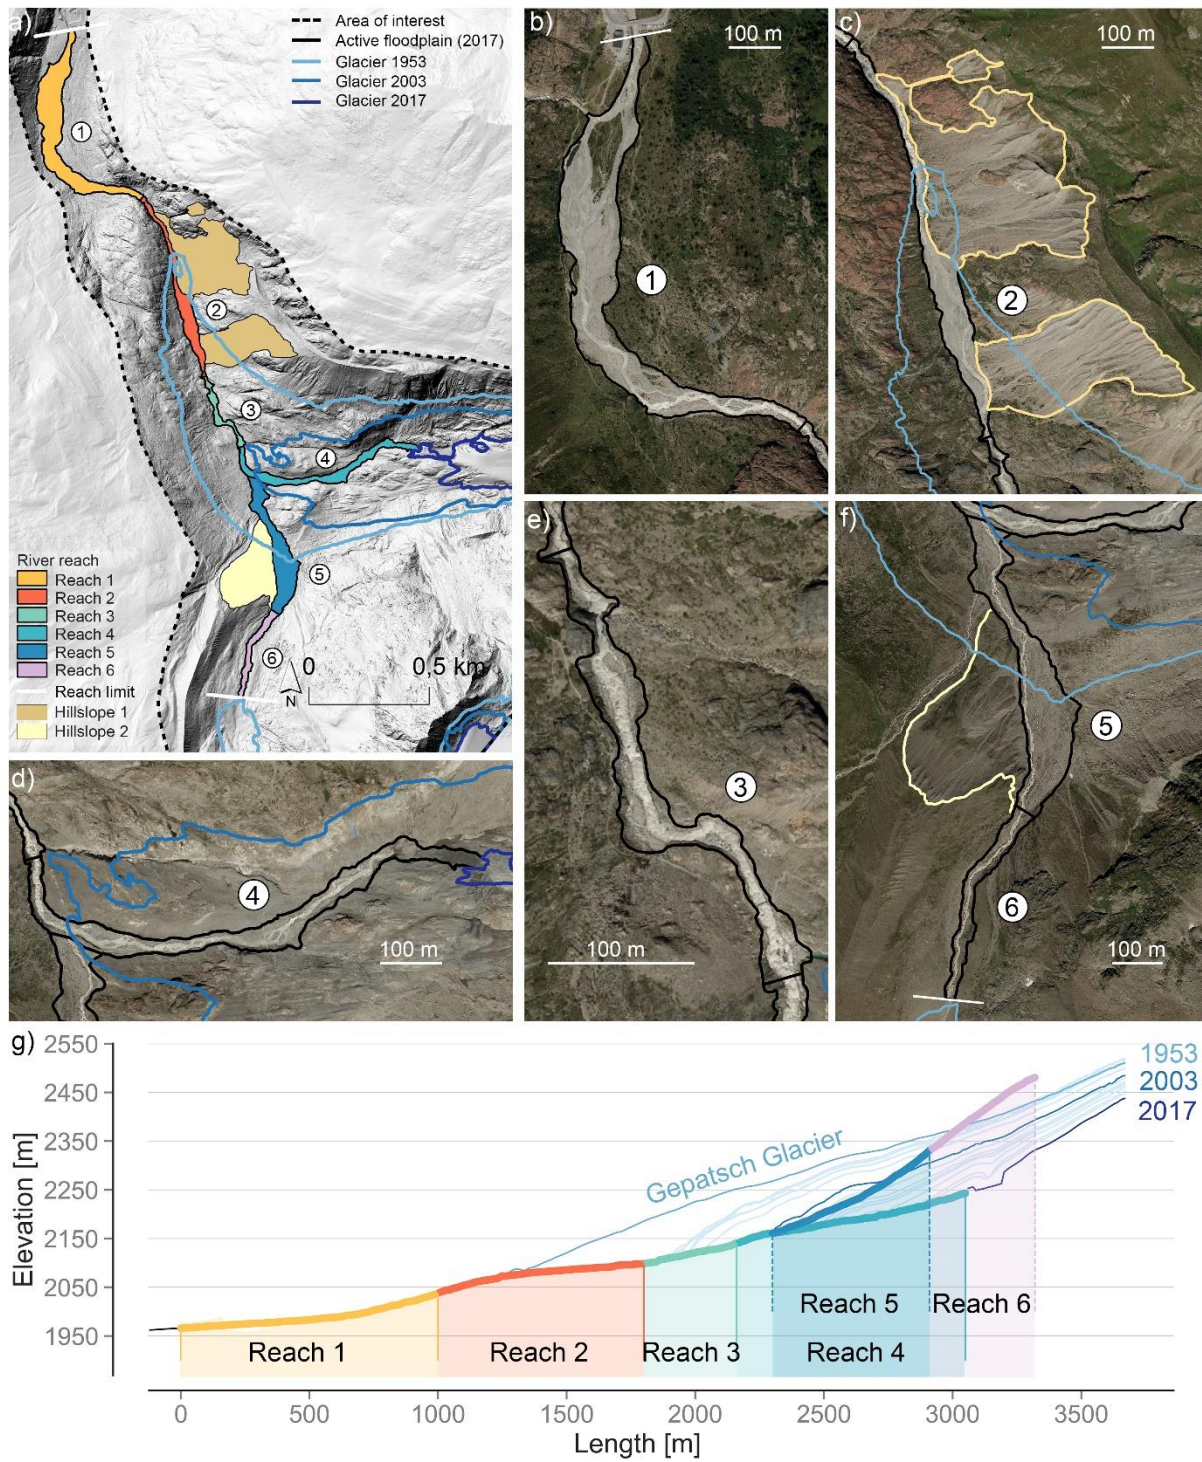 a)
Area of interest
Active floodplain (2017)
Glacier 1953
Glacier 2003
Glacier 2017
1
2
3
4
5
6
River reach
Reach 1
Reach 2
Reach 3
Reach 4
Reach 5
Reach 6
Reach limit
Hillslope 1
Hillslope 2
0 0,5 km
N
b)
100 m
1
c)
100 m
2
d)
4
100 m
e)
3
100 m
f)
5
6
100 m
g)
2550
2450
2350
2250
2150
2050
1950
Elevation [m]
Gepatsch Glacier
1953
2003
2017
Reach 5
Reach 6
Reach 1
Reach 2
Reach 3
Reach 4
0 500 1000 1500 2000 2500 3000 3500
Length [m]